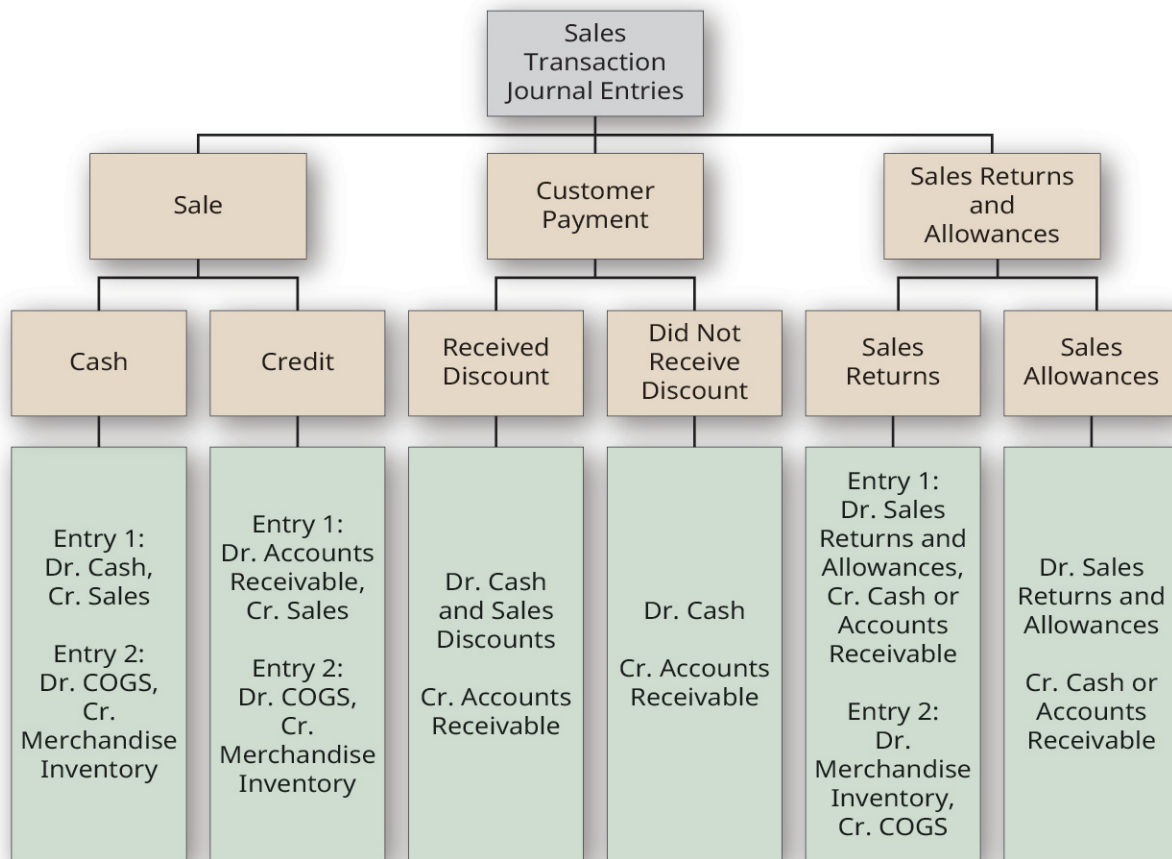 Sales
Transaction
Journal Entries
Sale
Customer
Payment
Sales Returns
and
Allowances
Cash
Credit
Received
Discount
Did Not
Receive
Discount
Sales
Returns
Sales
Allowances
Entry 1:
Dr. Cash,
Cr. Sales
Entry 2:
Dr. COGS,
Cr.
Merchandise
Inventory
Entry 1:
Dr. Accounts
Receivable,
Cr. Sales
Entry 2:
Dr. COGS,
Cr.
Merchandise
Inventory
Dr. Cash
and Sales
Discounts
Cr. Accounts
Receivable
Dr. Cash
Cr. Accounts
Receivable
Entry 1:
Dr. Sales
Returns and
Allowances,
Cr. Cash or
Accounts
Receivable
Entry 2:
Dr.
Merchandise
Inventory,
Cr. COGS
Dr. Sales
Returns and
Allowances
Cr. Cash or
Accounts
Receivable